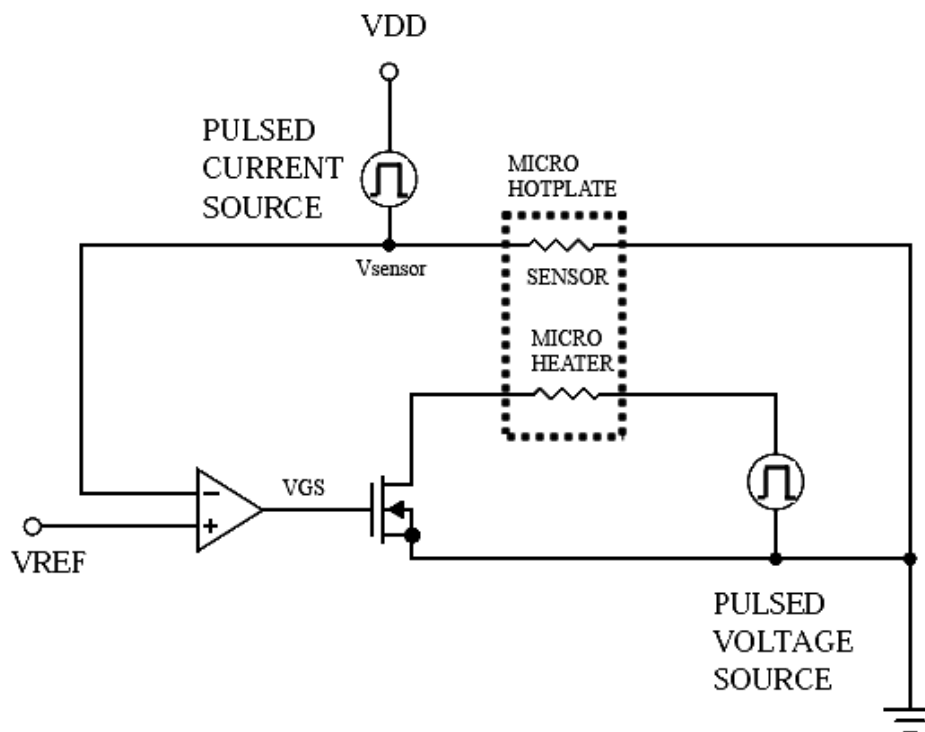 VDD
PULSED
CURRENT
SOURCE
MICRO
HOTPLATE
Vsensor
SENSOR
MICRO
HEATER
VGS
−
+
VREF
PULSED
VOLTAGE
SOURCE